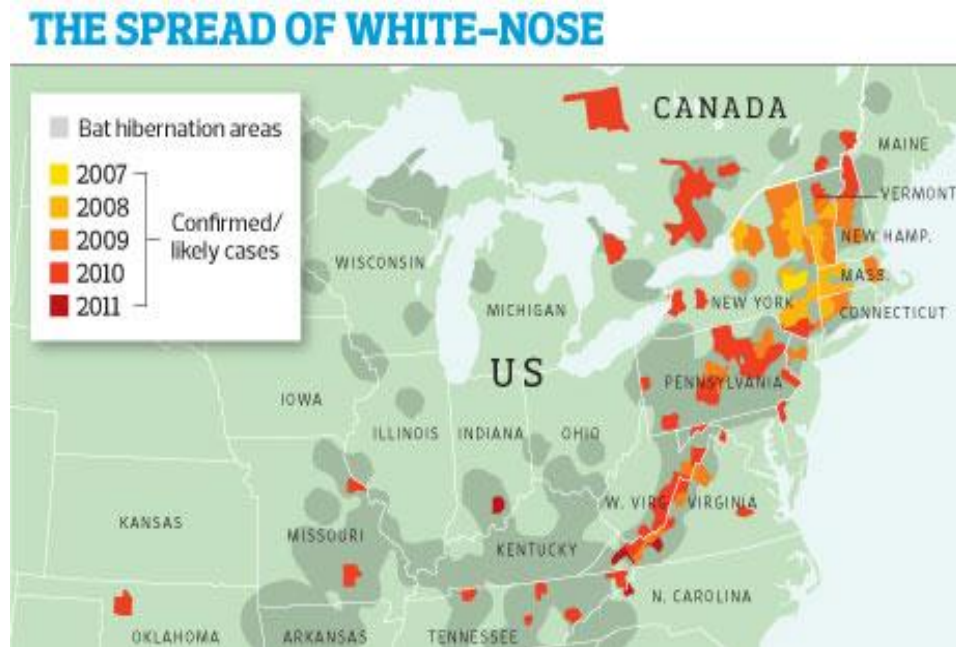 THE SPREAD OF WHITE-NOSE
Bat hibernation areas
2007
2008
2009
2010
2011
Confirmed/
likely cases
CANADA
MAINE
VERMONT
NEW HAMP.
MASS.
CONNECTICUT
NEW YORK
WISCONSIN
MICHIGAN
US
PENNSYLVANIA
IOWA
ILLINOIS
INDIANA
OHIO
W. VIRG
VIRGINIA
KANSAS
MISSOURI
KENTUCKY
N. CAROLINA
OKLAHOMA
ARKANSAS
TENNESSEE